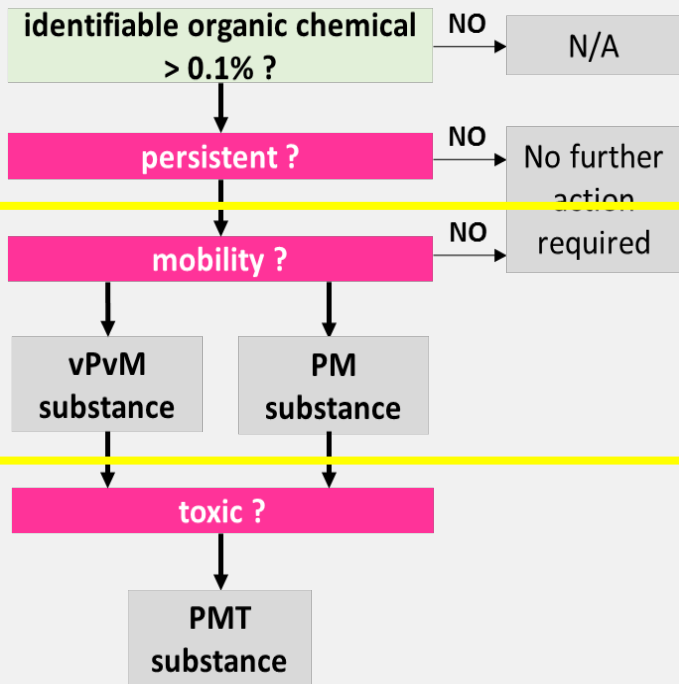 identifiable organic chemical
> 0.1% ?
NO
N/A
persistent ?
NO
No further
action
required
mobility ?
NO
vPvM
substance
PM
substance
toxic ?
PMT
substance